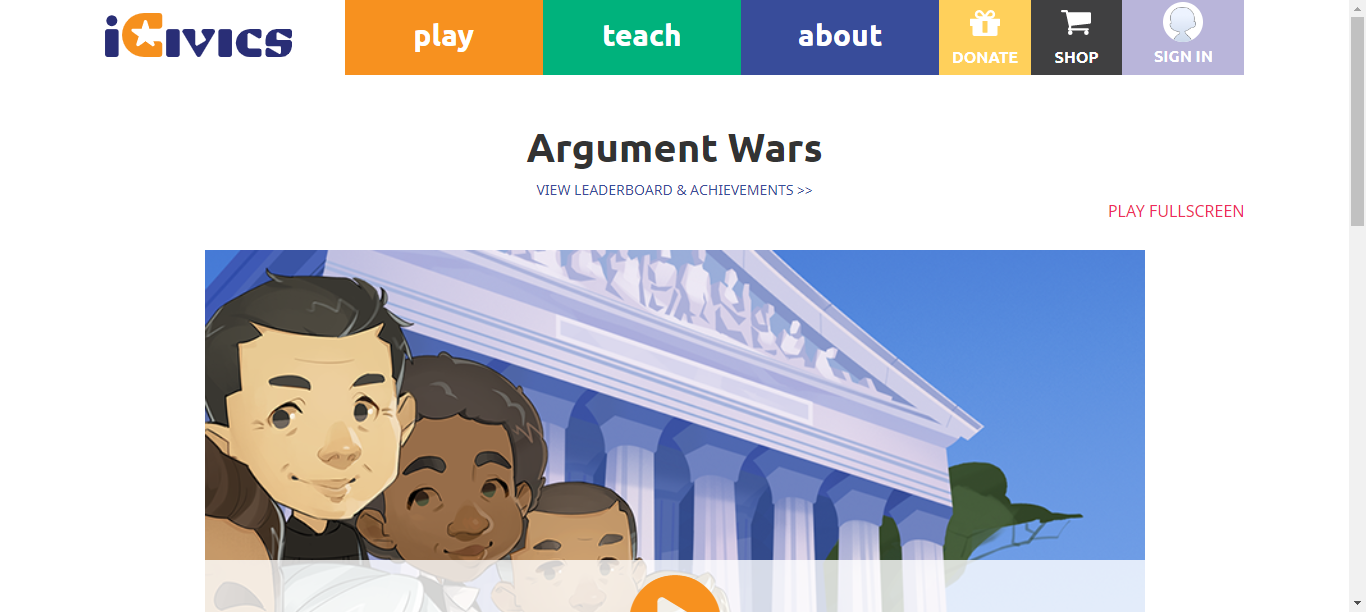 iCivics
play
teach
about
DONATE
SHOP
SIGN IN
Argument Wars
VIEW LEADERBOARD & ACHIEVEMENTS >>
PLAY FULLSCREEN